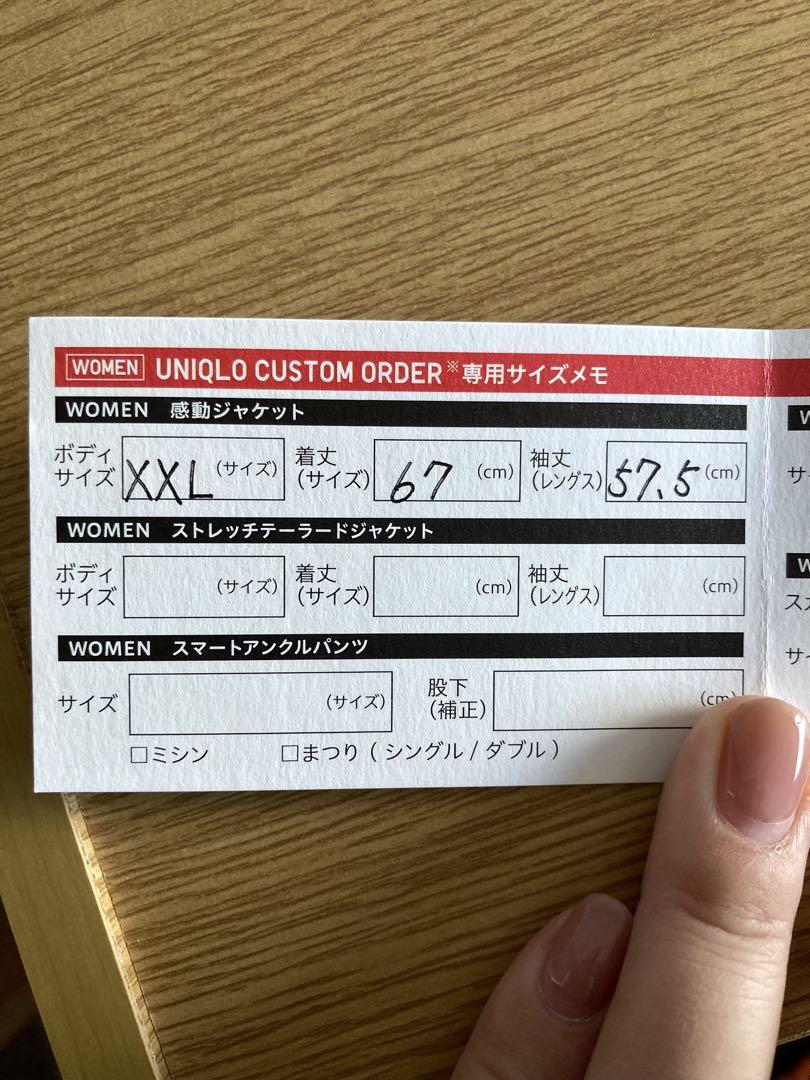 WOMEN UNIQLO CUSTOM ORDER※専用サイズメモ
WOMEN 感動ジャケット
ボディサイズ XXL (サイズ) 着丈(サイズ) 67 (cm) 袖丈(レングス) 57.5 (cm)
WOMEN ストレッチテーラードジャケット
ボディサイズ (サイズ) 着丈(サイズ) (cm) 袖丈(レングス) (cm)
WOMEN スマートアンクルパンツ
サイズ (サイズ) 股下(補正) (cm)
□ミシン □まつり ( シングル / ダブル )